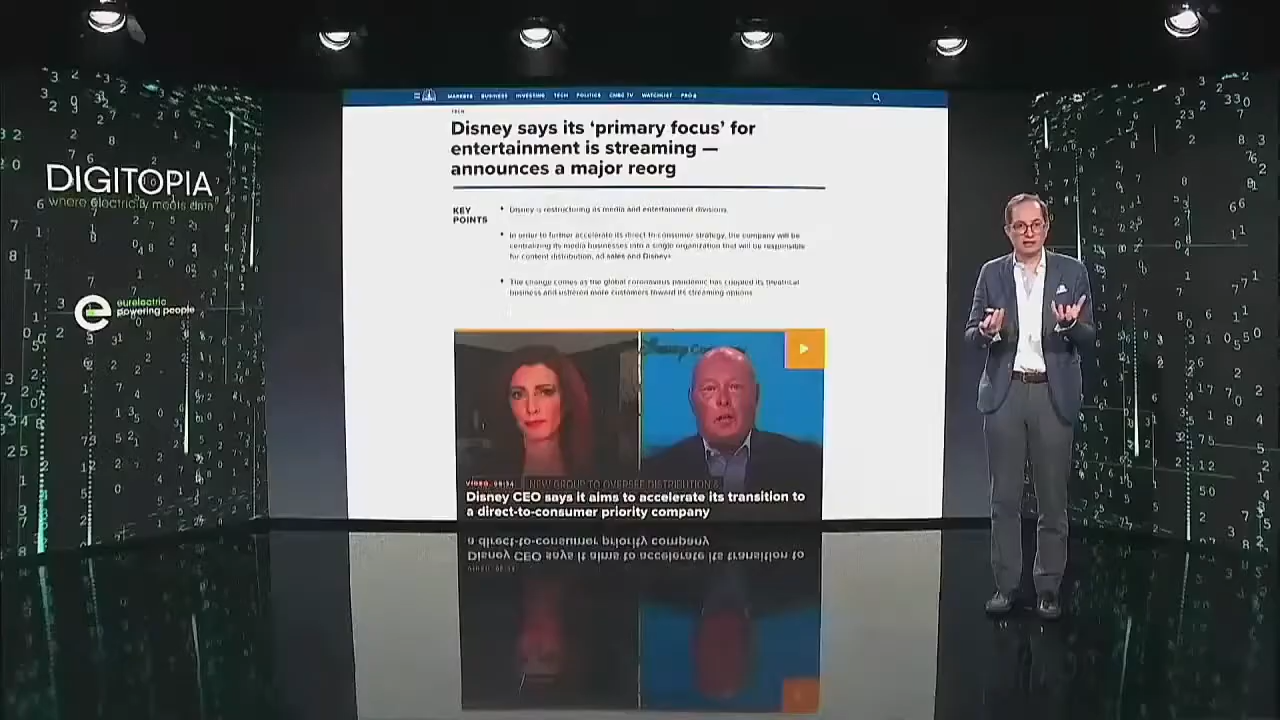 MARKETS BUSINESS INVESTING TECH POLITICS CNBC TV WATCHLIST PRO
TECH
Disney says its ‘primary focus’ for
entertainment is streaming —
announces a major reorg
KEY
POINTS
Disney is restructuring its media and entertainment divisions.
In order to further accelerate its direct-to-consumer strategy, the company will be
centralizing its media businesses into a single organization that will be responsible
for content distribution, ad sales and Disney+
The change comes as the global coronavirus pandemic has crippled its theatrical
business and ushered more customers toward its streaming options.
VIDEO
NEW GROUP TO OVERSEE DISTRIBUTION &
Disney CEO says it aims to accelerate its transition to
a direct-to-consumer priority company
DIGITOPIA
where electricity meets data
eurelectric
powering people